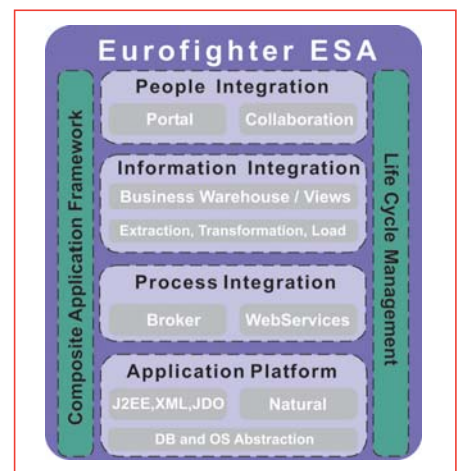 Eurofighter ESA
Composite Application Framework
People Integration
Portal
Collaboration
Information Integration
Business Warehouse / Views
Extraction, Transformation, Load
Process Integration
Broker
WebServices
Application Platform
J2EE,XML,JDO
Natural
DB and OS Abstraction
Life Cycle Management